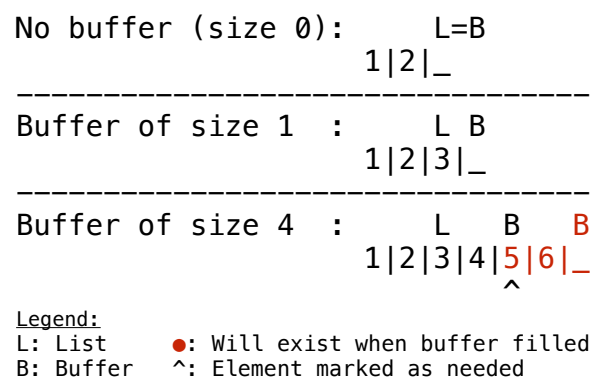 No buffer (size 0):     L=B
1|2|_
---------------------------------
Buffer of size 1  :     L B
1|2|3|_
---------------------------------
Buffer of size 4  :     L   B   B
1|2|3|4|5|6|_
^
Legend:
L: List   ●: Will exist when buffer filled
B: Buffer  ^: Element marked as needed